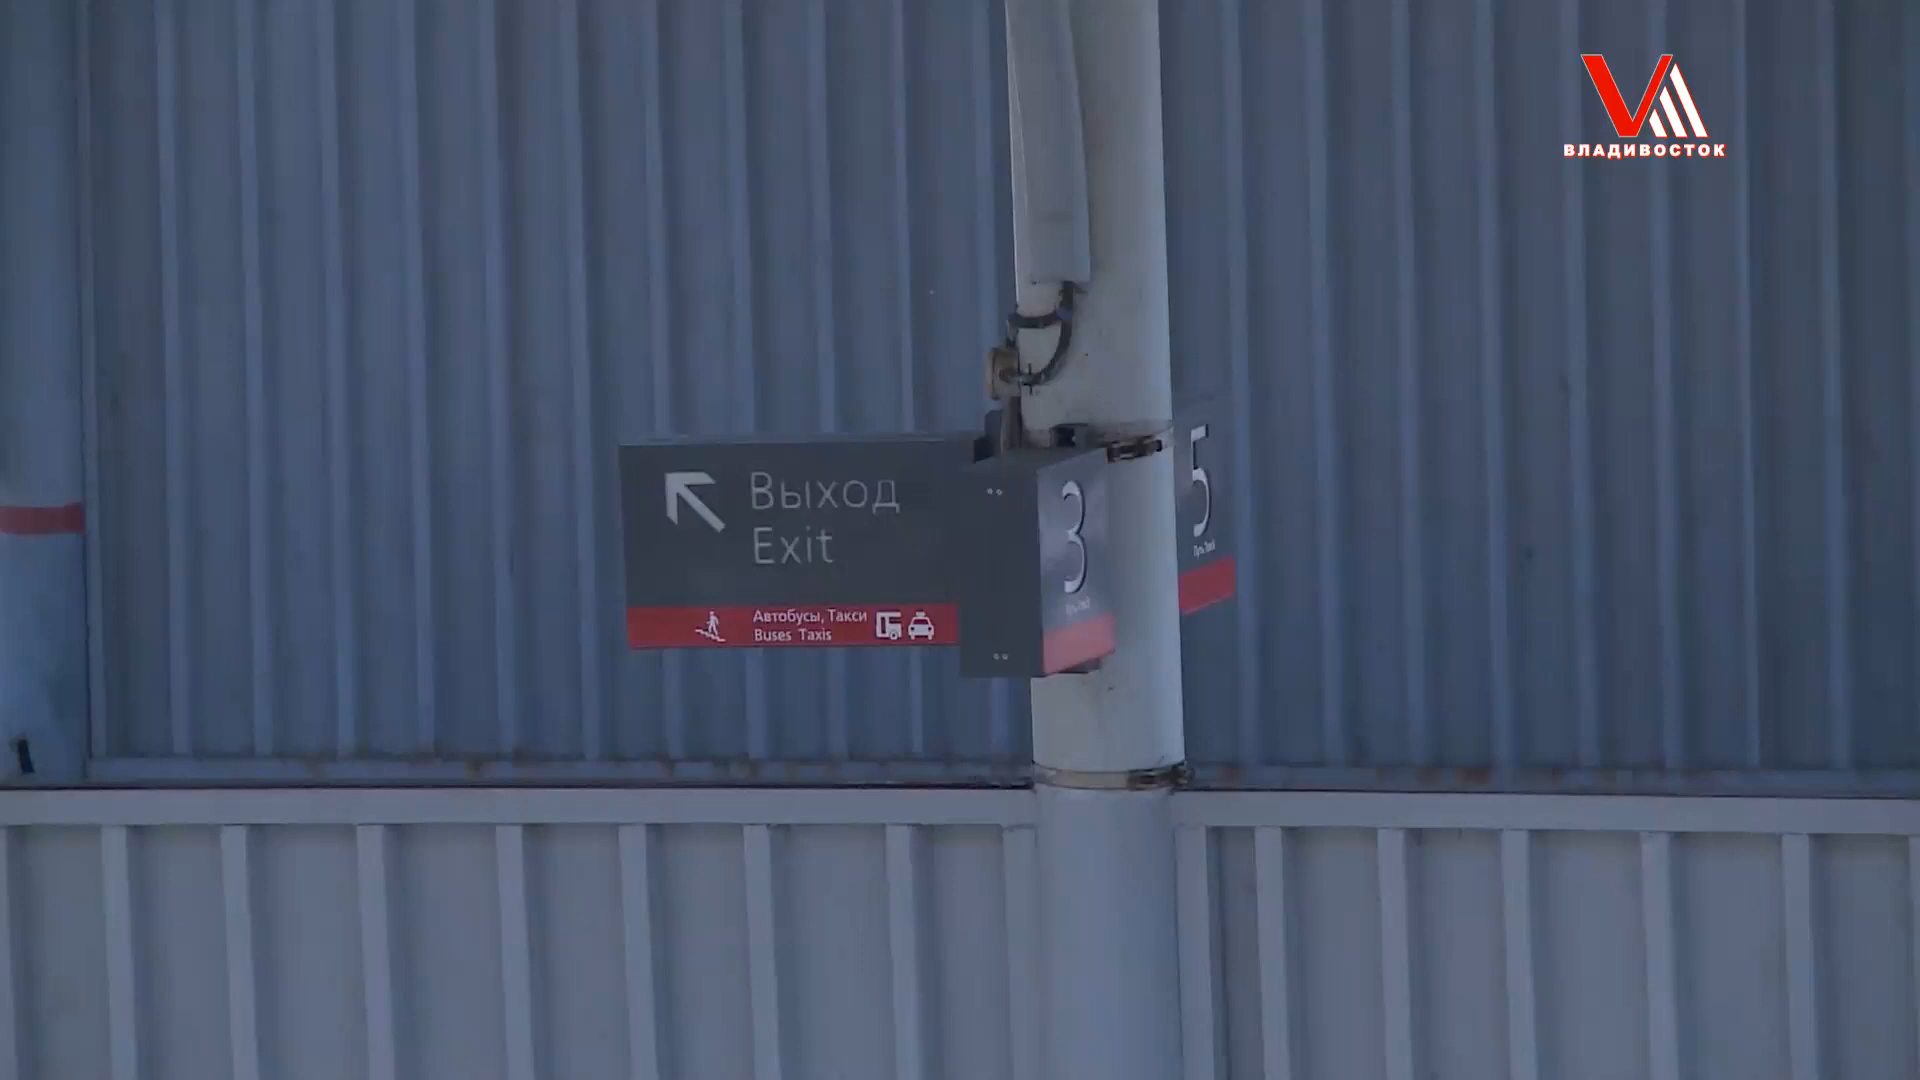 ВЛАДИВОСТОК
Выход
Exit
Автобусы, Такси
Buses Taxis
3
5